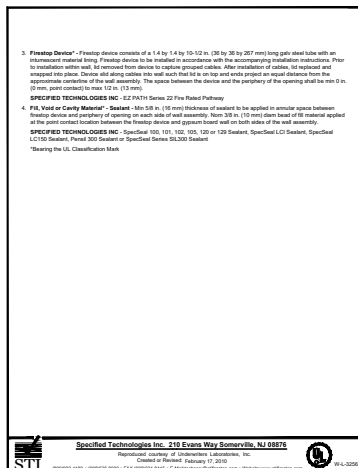 3. Firestop Device* - Firestop device consists of a 1.4 by 1.4 by 10-1/2 in. (36 by 36 by 267 mm) long galv steel tube with an
intumescent material lining. Firestop device to be installed in accordance with the accompanying installation instructions. Prior
to installation within wall, lid removed from device to capture grouped cables. After installation of cables, lid replaced and
snapped into place. Device slid along cables into wall such that lid is on top and ends project an equal distance from the
approximate centerline of the wall assembly. The space between the device and the periphery of the opening shall be min 0 in.
(0 mm, point contact) to max 1/2 in. (13 mm).
SPECIFIED TECHNOLOGIES INC - EZ PATH Series 22 Fire Rated Pathway
4. Fill, Void or Cavity Material* - Sealant - Min 5/8 in. (16 mm) thickness of sealant to be applied in annular space between
firestop device and periphery of opening on each side of wall assembly. Nom 3/8 in. (10 mm) diam bead of fill material applied
at the point contact location between the firestop device and gypsum board wall on both sides of the wall assembly.
SPECIFIED TECHNOLOGIES INC - SpecSeal 100, 101, 102, 105, 120 or 129 Sealant, SpecSeal LCI Sealant, SpecSeal
LC150 Sealant, Pensil 300 Sealant or SpecSeal Series SIL300 Sealant
*Bearing the UL Classification Mark
Specified Technologies Inc. 210 Evans Way Somerville, NJ 08876
Reproduced courtesy of Underwriters Laboratories, Inc.
Created or Revised: February 17, 2010
STI
UL
W-L-3256